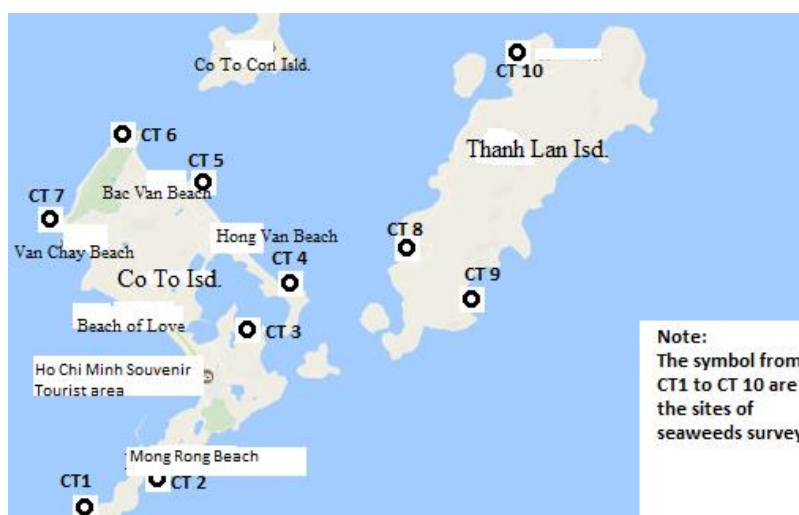 Co To Con Isld.
CT 10
CT 6
Thanh Lan Isd.
CT 5
Bac Van Beach
CT 7
Hong Van Beach
CT 8
Van Chay Beach
CT 4
Co To Isd.
CT 9
Beach of Love
CT 3
Note:
The symbol from
CT1 to CT 10 are
the sites of
seaweeds survey
Ho Chi Minh Souvenir
Tourist area
Mong Rong Beach
CT1
CT 2